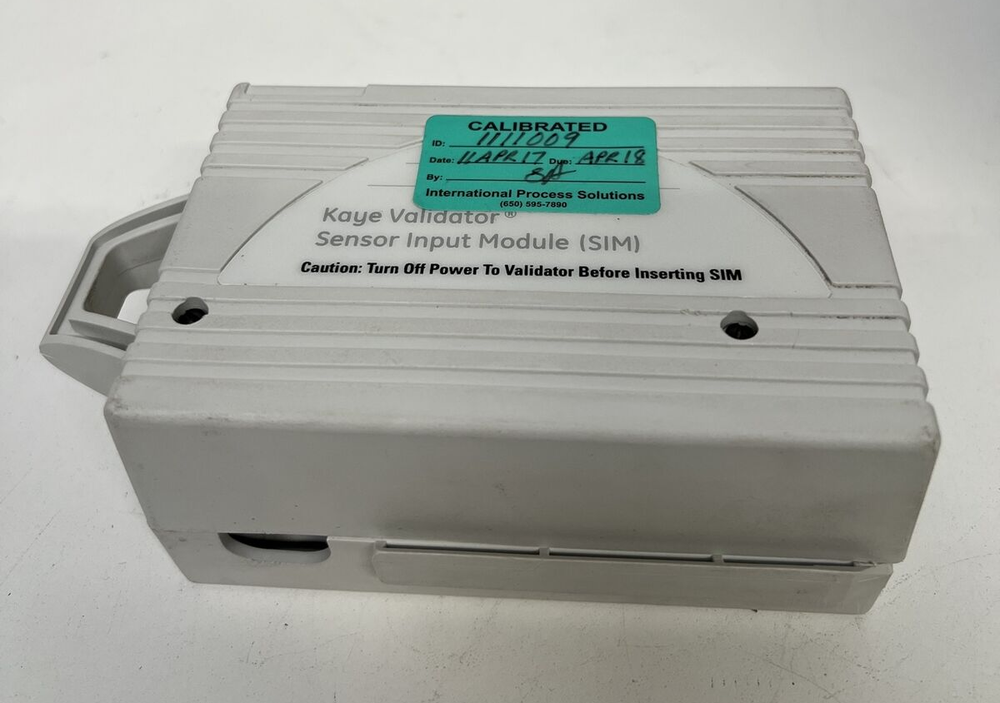 CALIBRATED
ID: 1111009
Date: 11APR17 Due: APR18
By: SA
International Process Solutions
(650) 595-7890
Kaye Validator®
Sensor Input Module (SIM)
Caution: Turn Off Power To Validator Before Inserting SIM